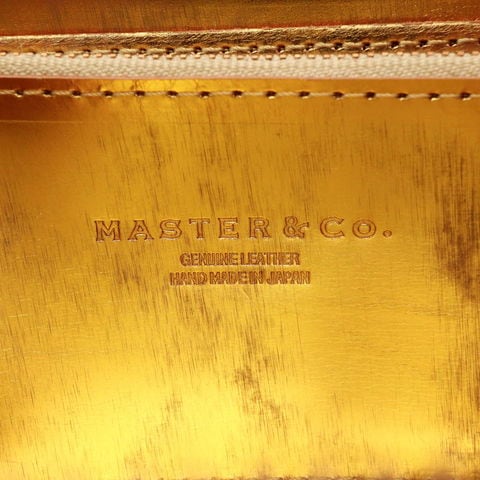 MASTER & CO.
GENUINE LEATHER
HAND MADE IN JAPAN